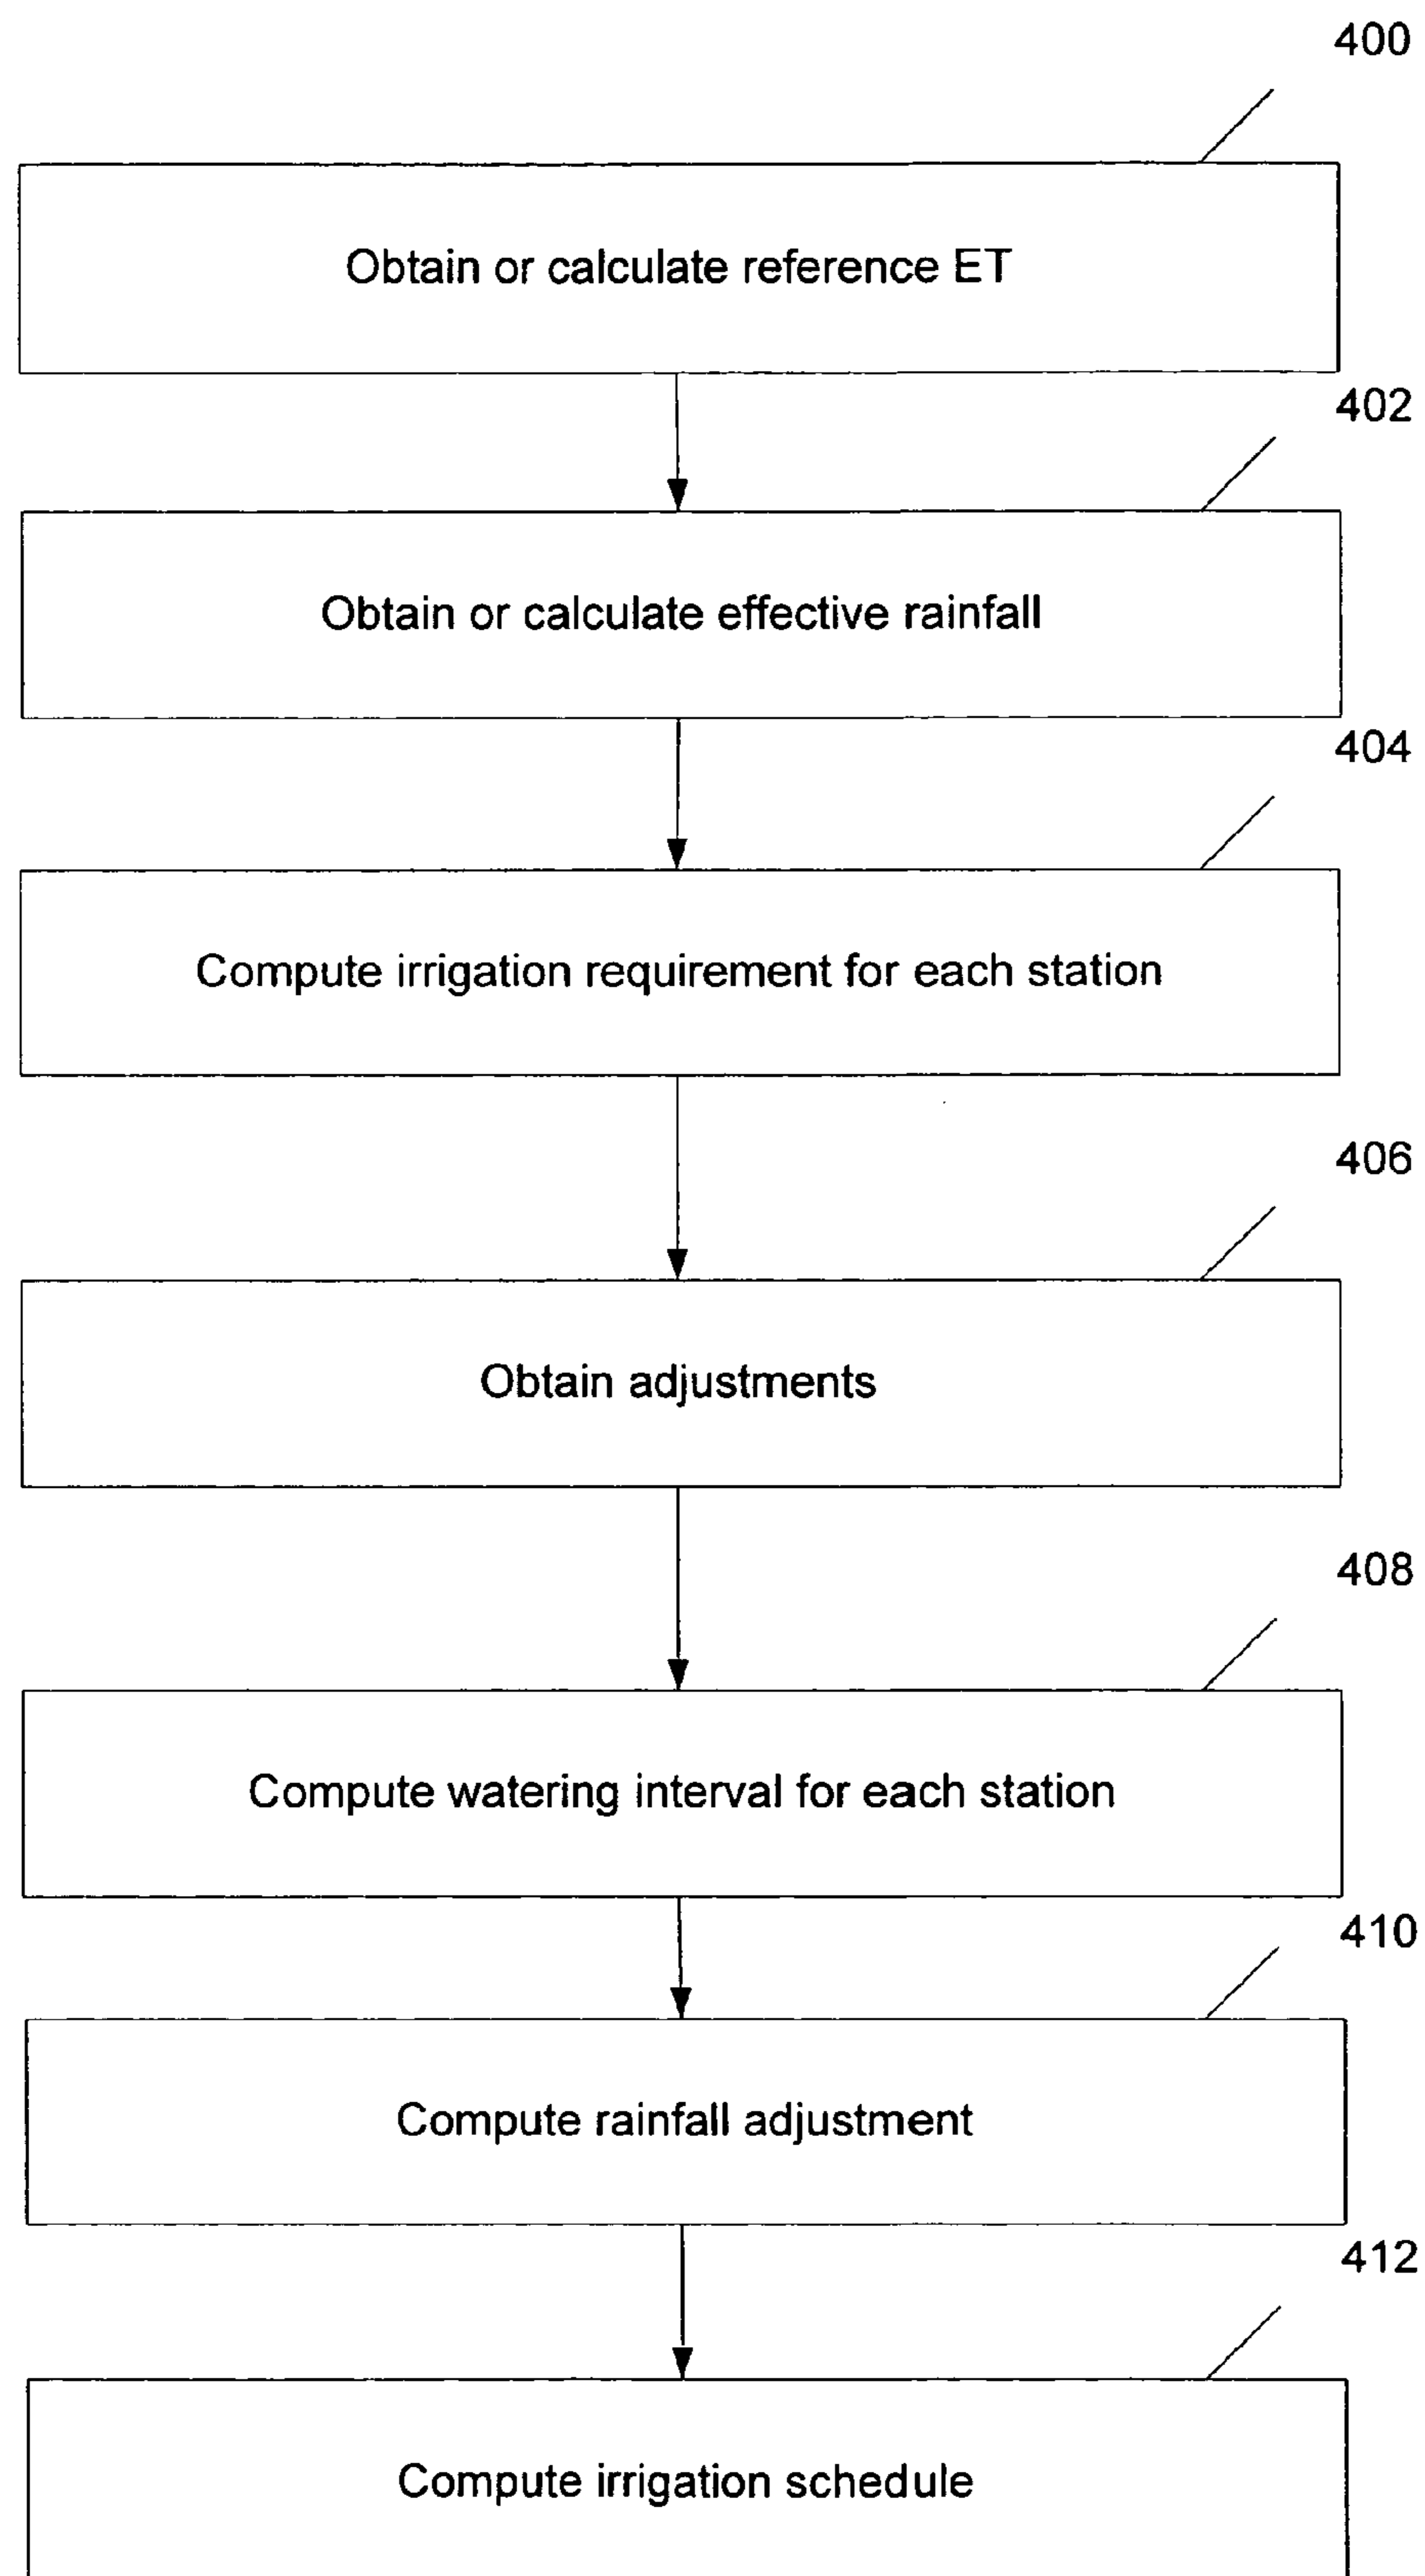 400
Obtain or calculate reference ET
402
Obtain or calculate effective rainfall
404
Compute irrigation requirement for each station
406
Obtain adjustments
408
Compute watering interval for each station
410
Compute rainfall adjustment
412
Compute irrigation schedule